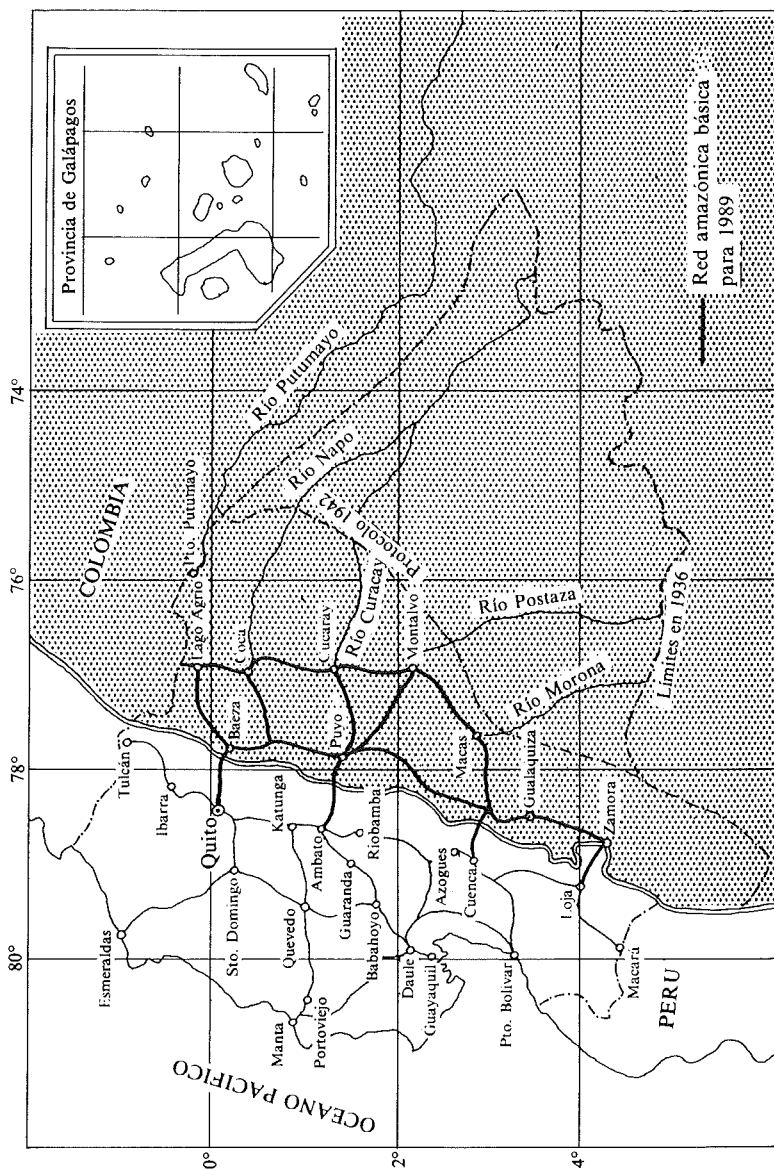 OCEANO PACIFICO
COLOMBIA
PERU
Provincia de Galápagos
Red amazónica básica
para 1989
80°
78°
76°
74°
0°
2°
4°
Esmeraldas
Tulcán
Ibarra
Quito
Sto. Domingo
Manta
Portoviejo
Quevedo
Katunga
Ambato
Guaranda
Riobamba
Babahoyo
Daule
Guayaquil
Azogues
Cuenca
Pto. Bolivar
Loja
Macará
Zamora
Gualaquiza
Macas
Puyo
Baeza
Lago Agrio
Coca
Cucaray
Montalvo
Pto. Putumayo
Río Putumayo
Río Napo
Río Curacay
Protocolo 1942
Río Postaza
Río Morona
Límites en 1936